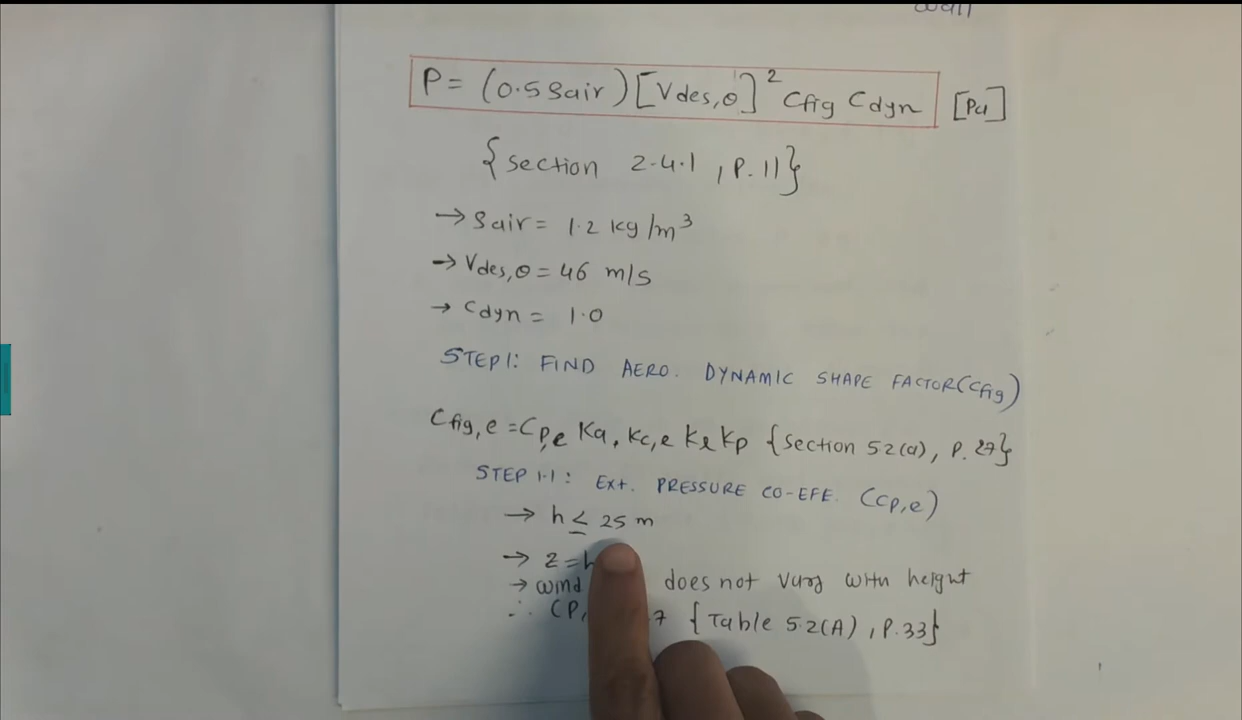 wall
P = (0.5 ρair) [Vdes,θ]² Cfig Cdyn [Pa]
{section 2.4.1, P.11}
→ ρair = 1.2 kg/m³
→ Vdes,θ = 46 m/s
→ Cdyn = 1.0
STEP1: FIND AERO. DYNAMIC SHAPE FACTOR(Cfig)
Cfig,e = Cp,e Ka, Kc,e Kl Kp {section 5.2(a), P.27}
STEP 1.1: Ext. PRESSURE CO-EFE. (Cp,e)
→ h ≤ 25 m
→ z = h
→ wind does not vary with height
∴ CP, 7 {Table 5.2(A), P.33}